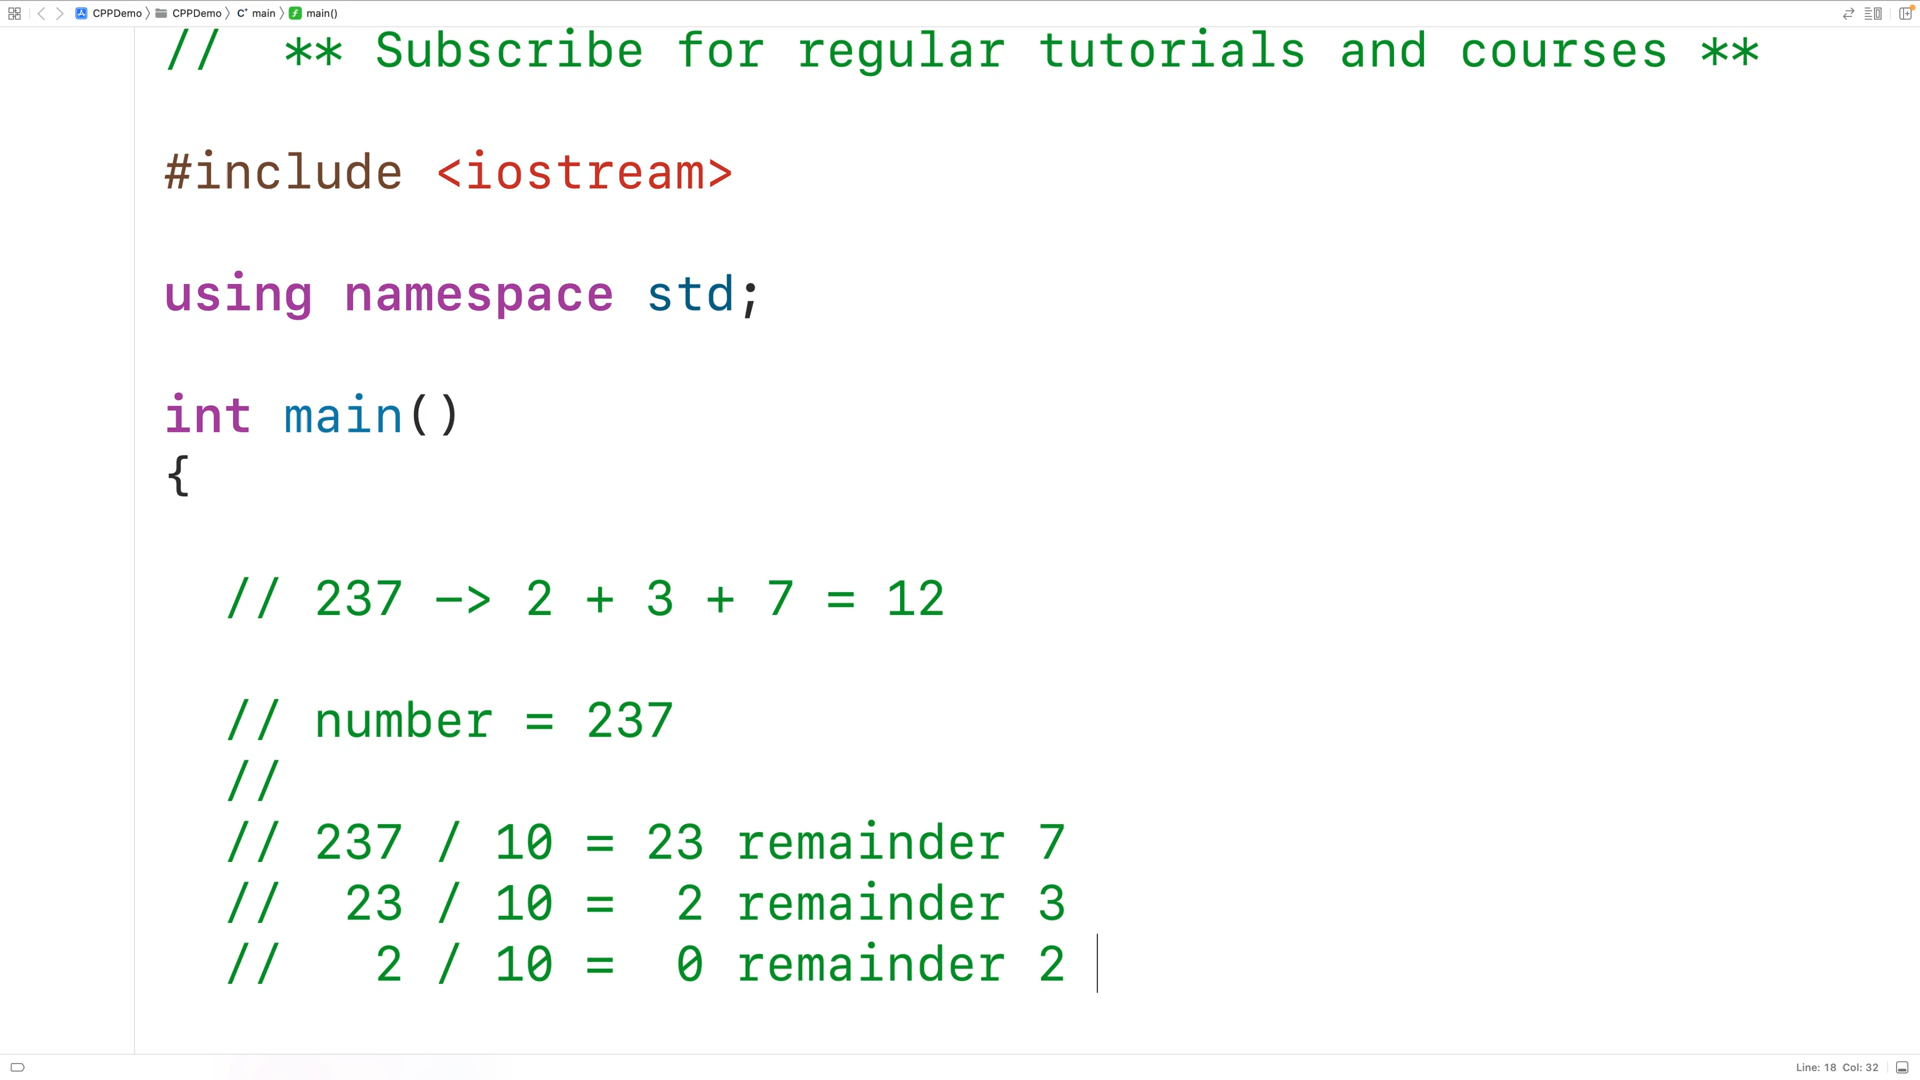 CPPDemo CPPDemo C+ main f main()
// ** Subscribe for regular tutorials and courses **
#include <iostream>
using namespace std;
int main()
{
// 237 -> 2 + 3 + 7 = 12
// number = 237
//
// 237 / 10 = 23 remainder 7
// 23 / 10 = 2 remainder 3
// 2 / 10 = 0 remainder 2
Line: 18 Col: 32